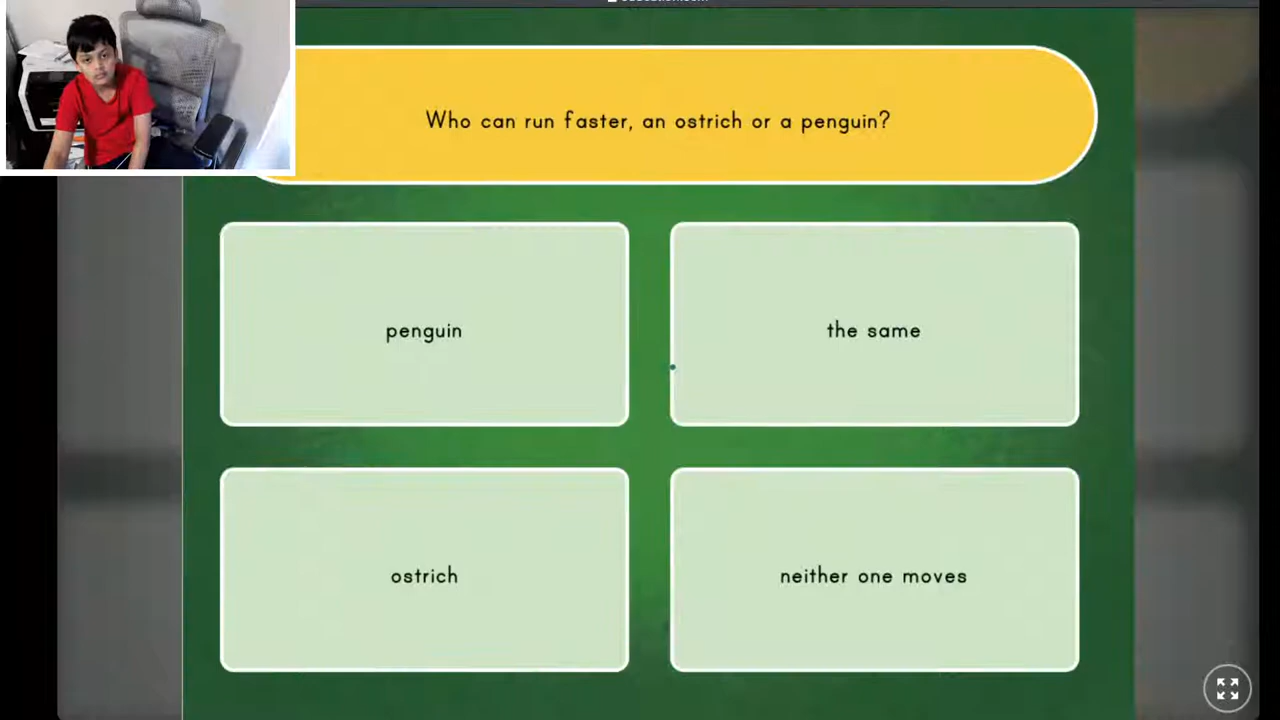 Who can run faster, an ostrich or a penguin?
penguin
the same
ostrich
neither one moves